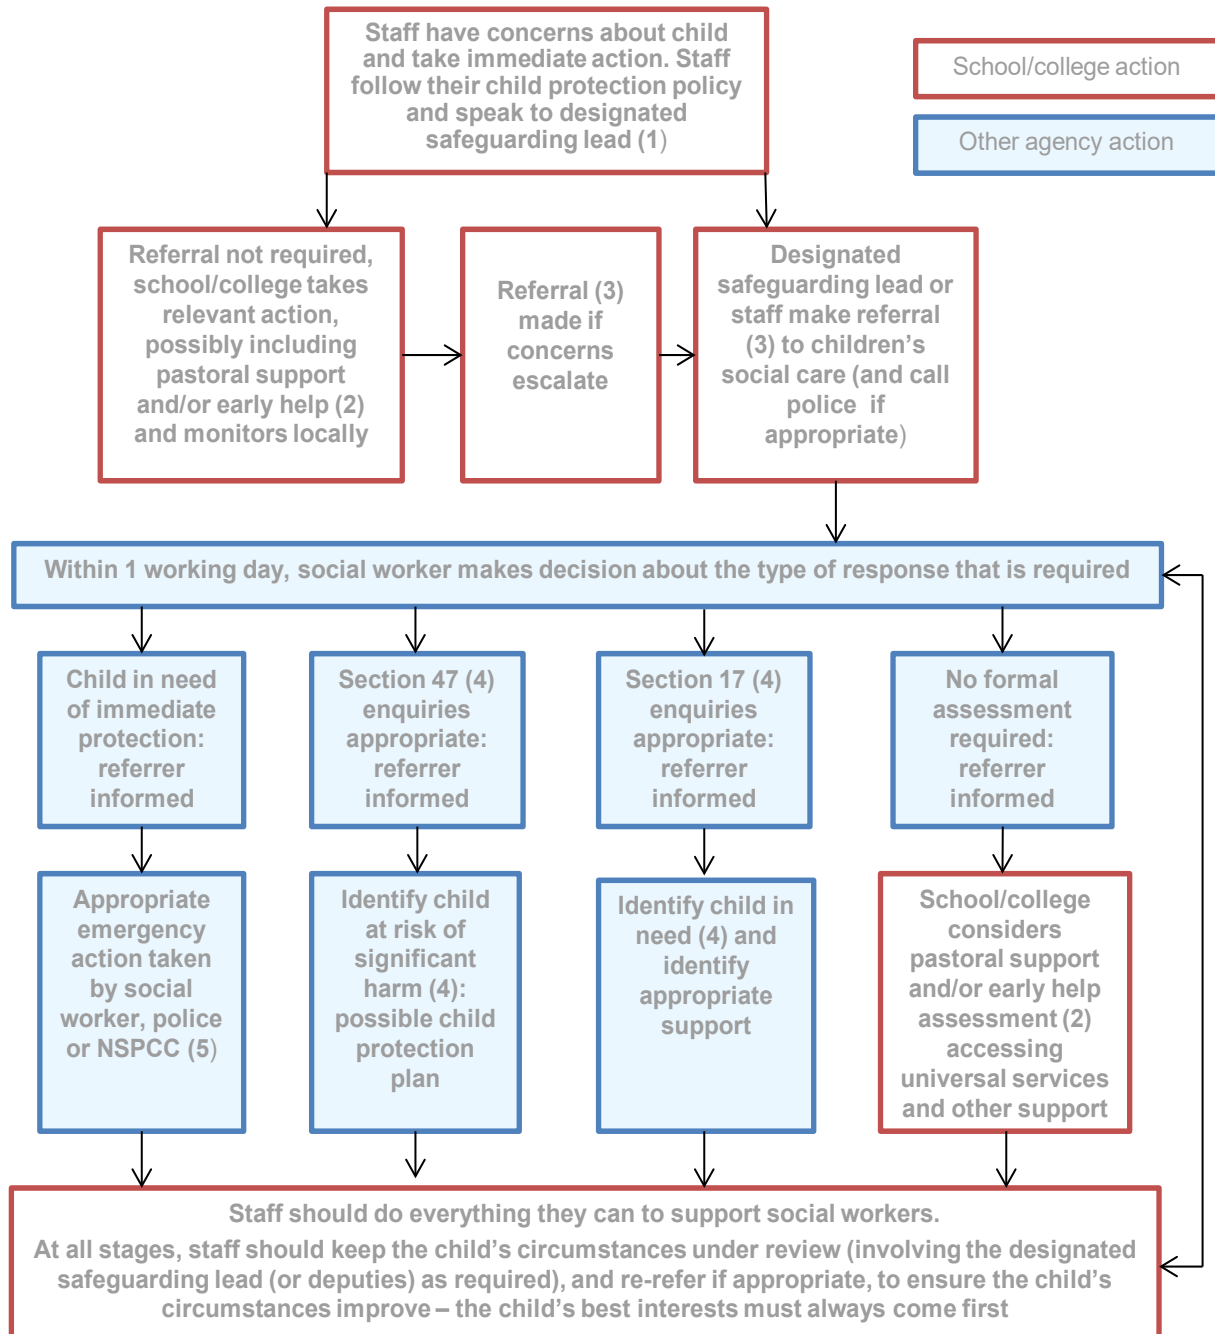 Staff have concerns about child
and take immediate action. Staff
follow their child protection policy
and speak to designated
safeguarding lead (1)
School/college action
Other agency action
Referral not required,
school/college takes
relevant action,
possibly including
pastoral support
and/or early help (2)
and monitors locally
Referral (3)
made if
concerns
escalate
Designated
safeguarding lead or
staff make referral
(3) to children’s
social care (and call
police if
appropriate)
Within 1 working day, social worker makes decision about the type of response that is required
Child in need
of immediate
protection:
referrer
informed
Section 47 (4)
enquiries
appropriate:
referrer
informed
Section 17 (4)
enquiries
appropriate:
referrer
informed
No formal
assessment
required:
referrer
informed
Appropriate
emergency
action taken
by social
worker, police
or NSPCC (5)
Identify child
at risk of
significant
harm (4):
possible child
protection
plan
Identify child in
need (4) and
identify
appropriate
support
School/college
considers
pastoral support
and/or early help
assessment (2)
accessing
universal services
and other support
Staff should do everything they can to support social workers.
At all stages, staff should keep the child’s circumstances under review (involving the designated
safeguarding lead (or deputies) as required), and re-refer if appropriate, to ensure the child’s
circumstances improve – the child’s best interests must always come first